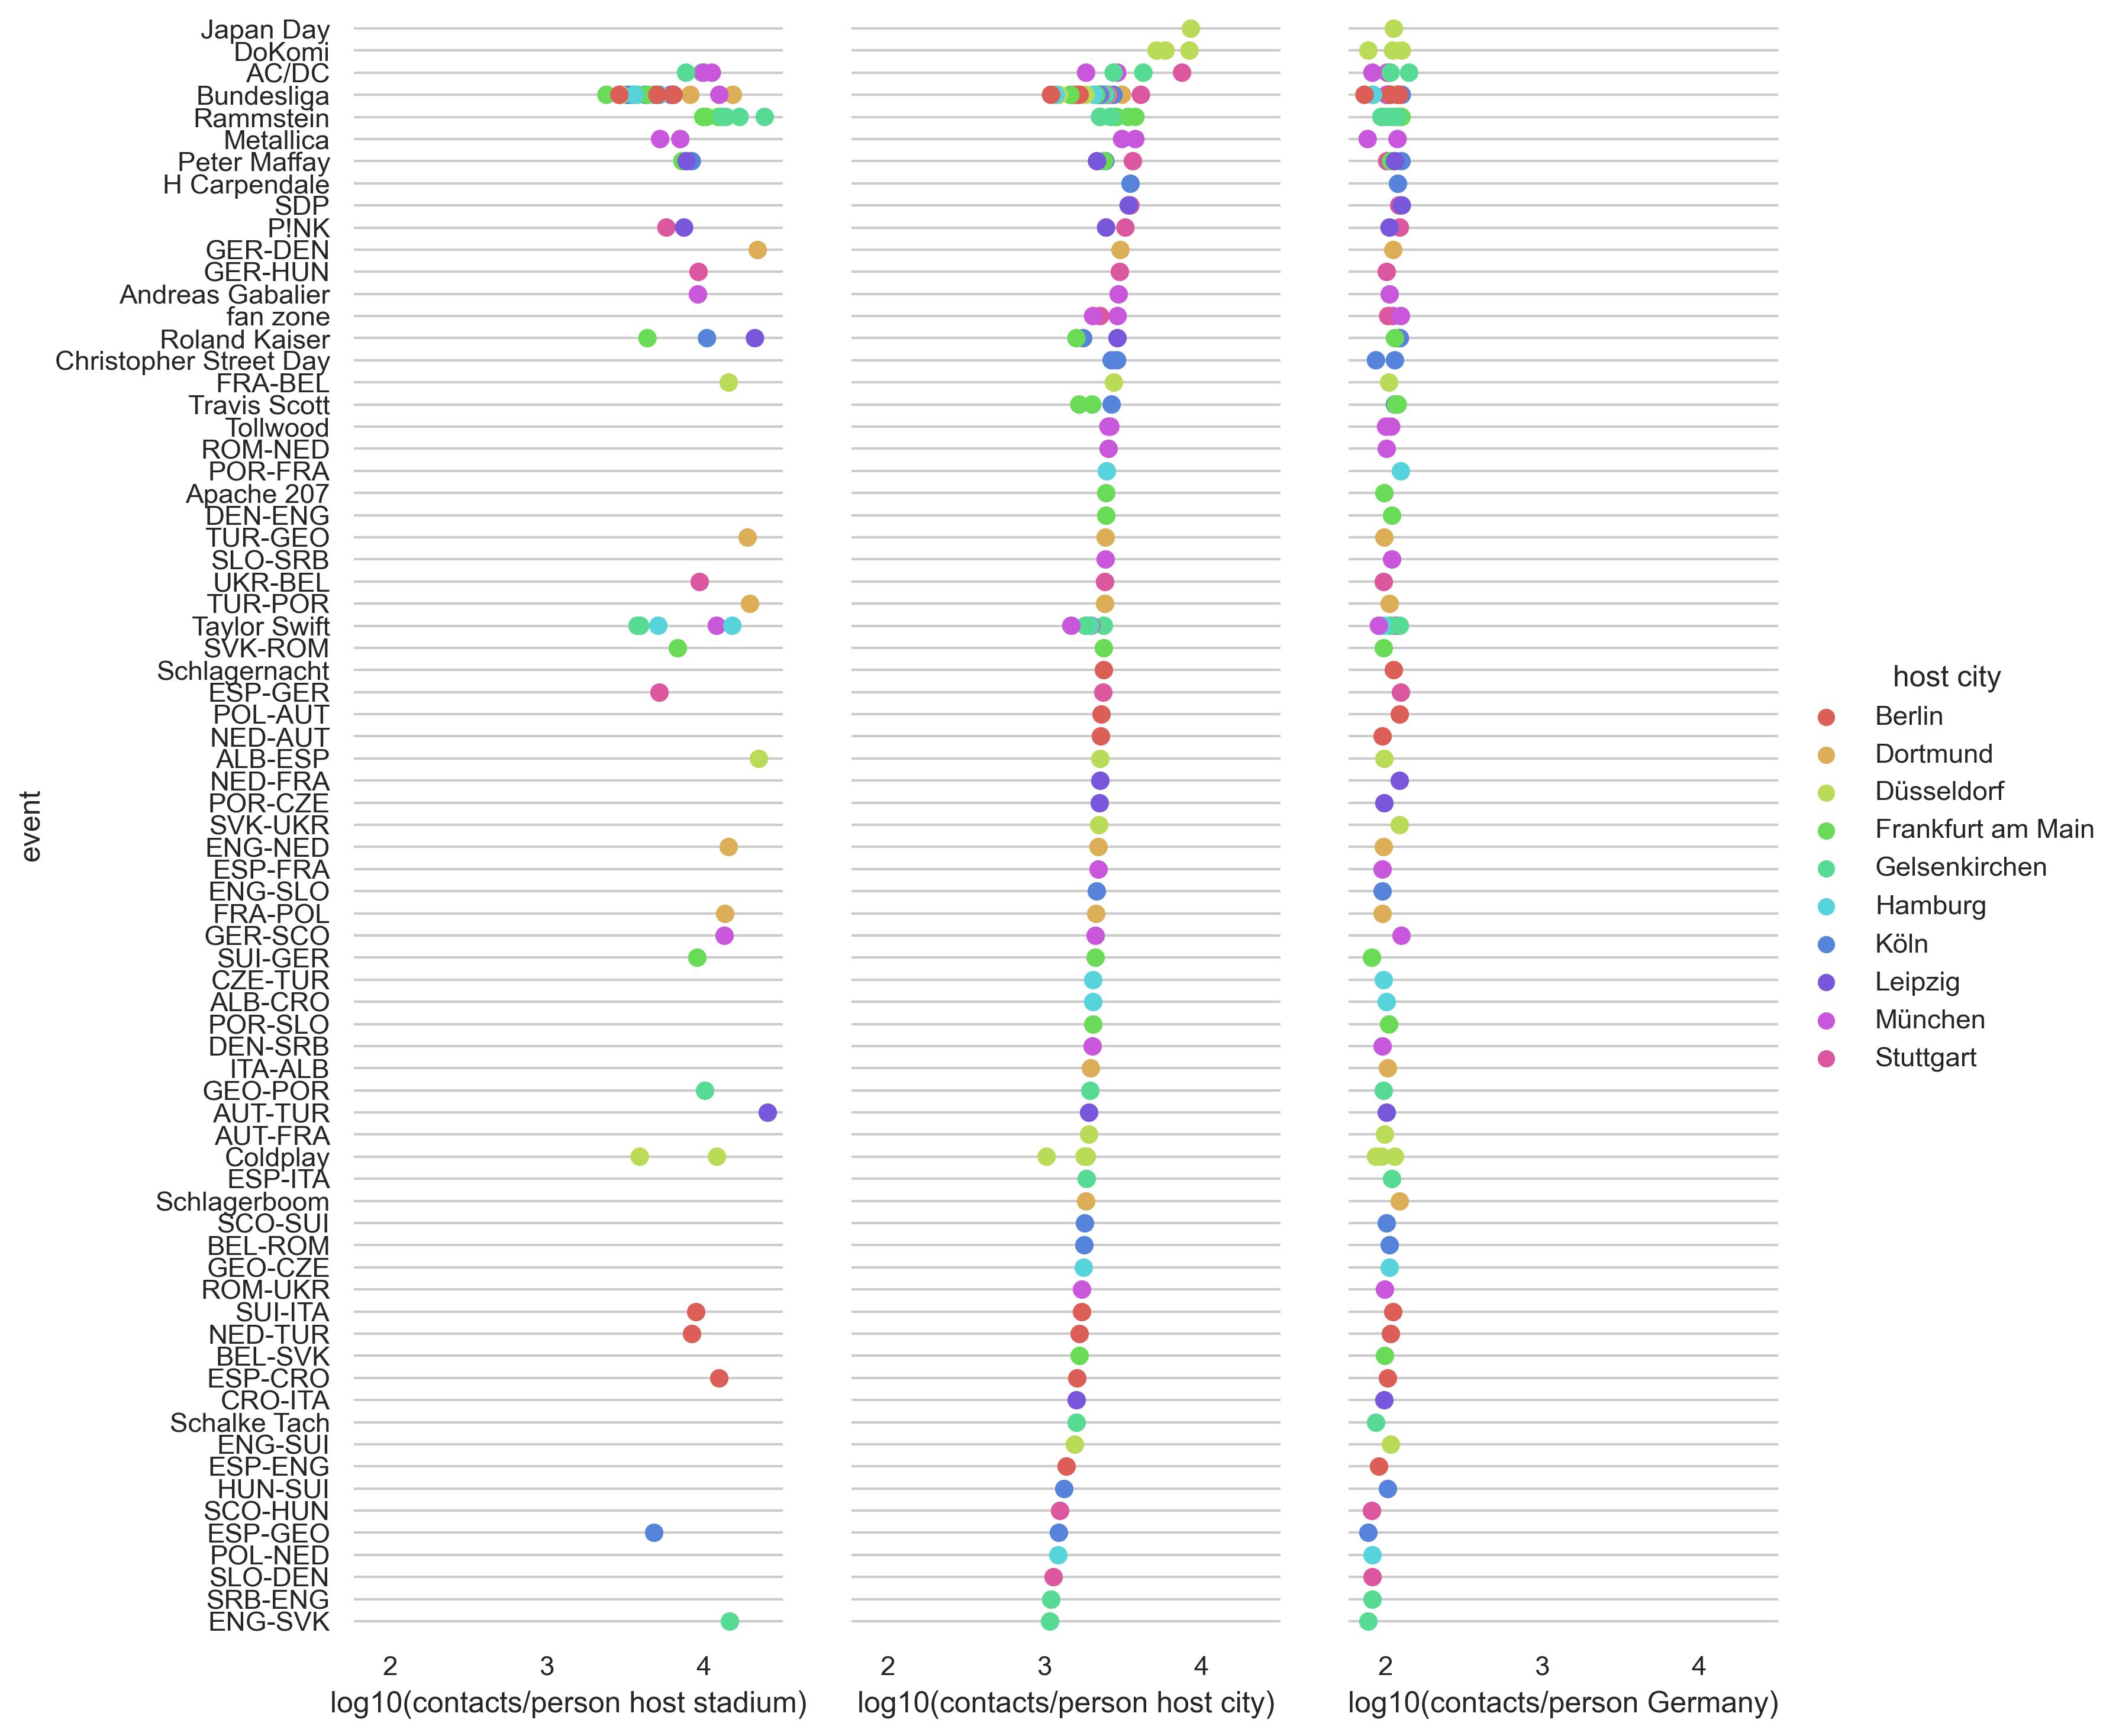 Japan Day
DoKomi
AC/DC
Bundesliga
Rammstein
Metallica
Peter Maffay
H Carpendale
SDP
P!NK
GER-DEN
GER-HUN
Andreas Gabalier
fan zone
Roland Kaiser
Christopher Street Day
FRA-BEL
Travis Scott
Tollwood
ROM-NED
POR-FRA
Apache 207
DEN-ENG
TUR-GEO
SLO-SRB
UKR-BEL
TUR-POR
Taylor Swift
SVK-ROM
Schlagernacht
ESP-GER
POL-AUT
NED-AUT
ALB-ESP
NED-FRA
POR-CZE
SVK-UKR
ENG-NED
ESP-FRA
ENG-SLO
FRA-POL
GER-SCO
SUI-GER
CZE-TUR
ALB-CRO
POR-SLO
DEN-SRB
ITA-ALB
GEO-POR
AUT-TUR
AUT-FRA
Coldplay
ESP-ITA
Schlagerboom
SCO-SUI
BEL-ROM
GEO-CZE
ROM-UKR
SUI-ITA
NED-TUR
BEL-SVK
ESP-CRO
CRO-ITA
Schalke Tach
ENG-SUI
ESP-ENG
HUN-SUI
SCO-HUN
ESP-GEO
POL-NED
SLO-DEN
SRB-ENG
ENG-SVK
event
2 3 4
log10(contacts/person host stadium)
2 3 4
log10(contacts/person host city)
2 3 4
log10(contacts/person Germany)
host city
Berlin
Dortmund
Düsseldorf
Frankfurt am Main
Gelsenkirchen
Hamburg
Köln
Leipzig
München
Stuttgart